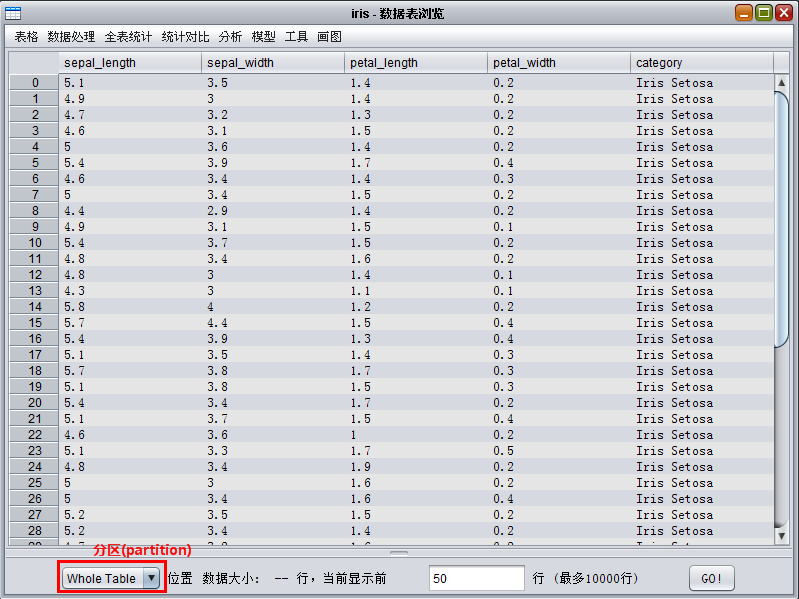 iris - 数据表浏览
表格 数据处理 全表统计 统计对比 分析 模型 工具 画图
sepal_length sepal_width petal_length petal_width category
0 5.1 3.5 1.4 0.2 Iris Setosa
1 4.9 3 1.4 0.2 Iris Setosa
2 4.7 3.2 1.3 0.2 Iris Setosa
3 4.6 3.1 1.5 0.2 Iris Setosa
4 5 3.6 1.4 0.2 Iris Setosa
5 5.4 3.9 1.7 0.4 Iris Setosa
6 4.6 3.4 1.4 0.3 Iris Setosa
7 5 3.4 1.5 0.2 Iris Setosa
8 4.4 2.9 1.4 0.2 Iris Setosa
9 4.9 3.1 1.5 0.1 Iris Setosa
10 5.4 3.7 1.5 0.2 Iris Setosa
11 4.8 3.4 1.6 0.2 Iris Setosa
12 4.8 3 1.4 0.1 Iris Setosa
13 4.3 3 1.1 0.1 Iris Setosa
14 5.8 4 1.2 0.2 Iris Setosa
15 5.7 4.4 1.5 0.4 Iris Setosa
16 5.4 3.9 1.3 0.4 Iris Setosa
17 5.1 3.5 1.4 0.3 Iris Setosa
18 5.7 3.8 1.7 0.3 Iris Setosa
19 5.1 3.8 1.5 0.3 Iris Setosa
20 5.4 3.4 1.7 0.2 Iris Setosa
21 5.1 3.7 1.5 0.4 Iris Setosa
22 4.6 3.6 1 0.2 Iris Setosa
23 5.1 3.3 1.7 0.5 Iris Setosa
24 4.8 3.4 1.9 0.2 Iris Setosa
25 5 3 1.6 0.2 Iris Setosa
26 5 3.4 1.6 0.4 Iris Setosa
27 5.2 3.5 1.5 0.2 Iris Setosa
28 5.2 3.4 1.4 0.2 Iris Setosa
分区(partition)
Whole Table 位置 数据大小： -- 行，当前显示前 50 行（最多10000行） GO!